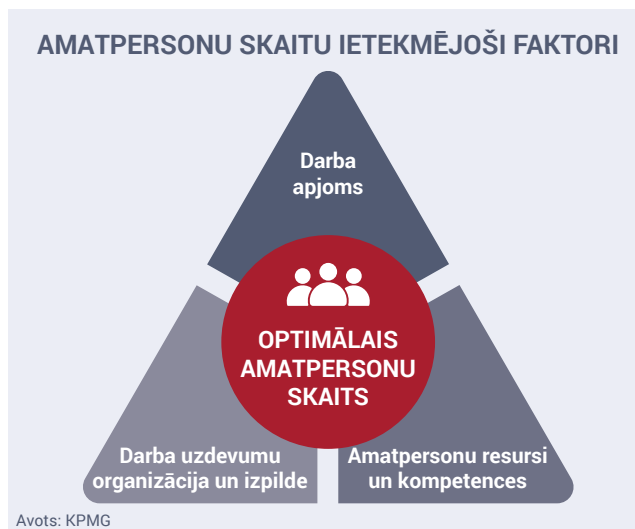 AMATPERSONU SKAITU IETEKMĒJOŠI FAKTORI
Darba
apjoms
OPTIMĀLAIS
AMATPERSONU
SKAITS
Darba uzdevumu
organizācija un izpilde
Amatpersonu resursi
un kompetences
Avots: KPMG